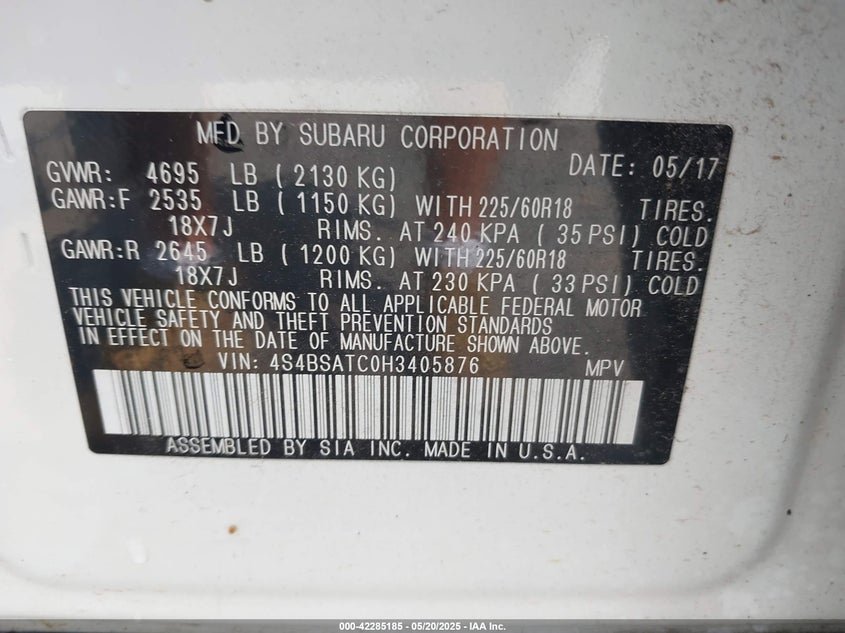 MFD BY SUBARU CORPORATION
DATE: 05/17
GVWR: 4695 LB ( 2130 KG)
GAWR:F 2535 LB ( 1150 KG) WITH 225/60R18 TIRES.
18X7J RIMS. AT 240 KPA ( 35 PSI) COLD
GAWR:R 2645 LB ( 1200 KG) WITH 225/60R18 TIRES.
18X7J RIMS. AT 230 KPA ( 33 PSI) COLD
THIS VEHICLE CONFORMS TO ALL APPLICABLE FEDERAL MOTOR
VEHICLE SAFETY AND THEFT PREVENTION STANDARDS
IN EFFECT ON THE DATE OF MANUFACTURE SHOWN ABOVE.
VIN: 4S4BSATC0H3405876 MPV
ASSEMBLED BY SIA INC. MADE IN U.S.A.
000-42285185 - 05/20/2025 - IAA Inc.